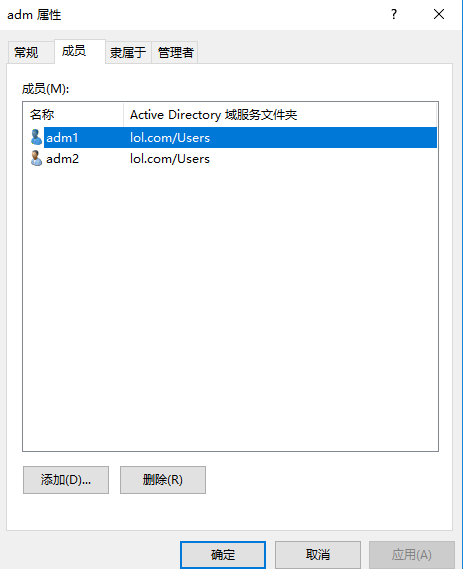 adm 属性
常规 成员 隶属于 管理者
成员(M):
名称 Active Directory 域服务文件夹
adm1 lol.com/Users
adm2 lol.com/Users
添加(D)... 删除(R)
确定 取消 应用(A)